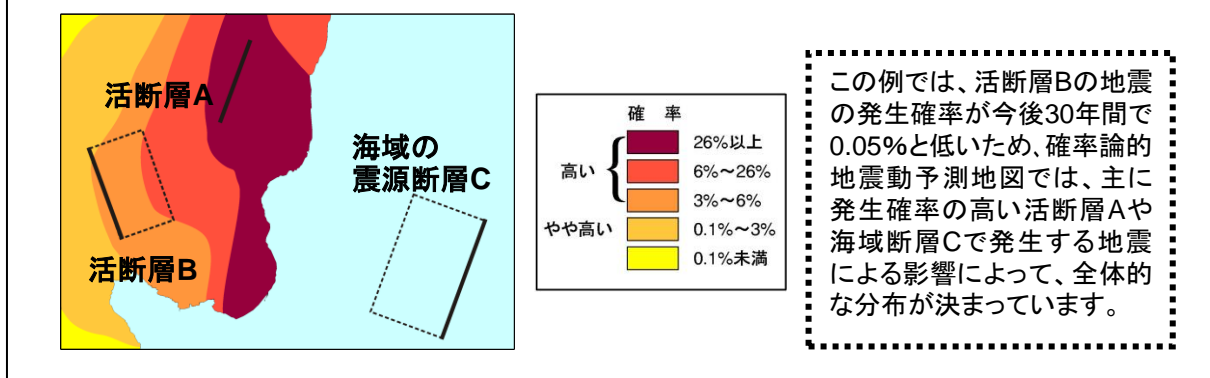 活断層A
海域の
震源断層C
活断層B
確 率
高い
やや高い
26%以上
6%~26%
3%~6%
0.1%~3%
0.1%未満
この例では、活断層Bの地震
の発生確率が今後30年間で
0.05%と低いため、確率論的
地震動予測地図では、主に
発生確率の高い活断層Aや
海域断層Cで発生する地震
による影響によって、全体的
な分布が決まっています。